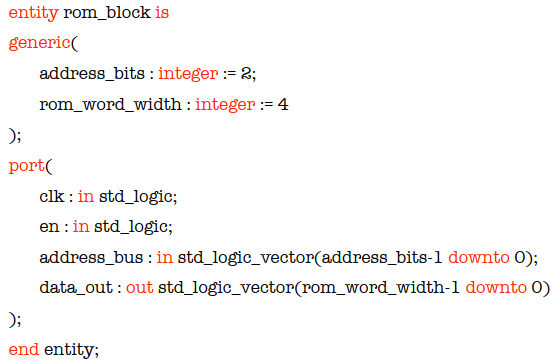 entity rom_block is
generic(
address_bits : integer := 2;
rom_word_width : integer := 4
);
port(
clk : in std_logic;
en : in std_logic;
address_bus : in std_logic_vector(address_bits-1 downto 0);
data_out : out std_logic_vector(rom_word_width-1 downto 0)
);
end entity;